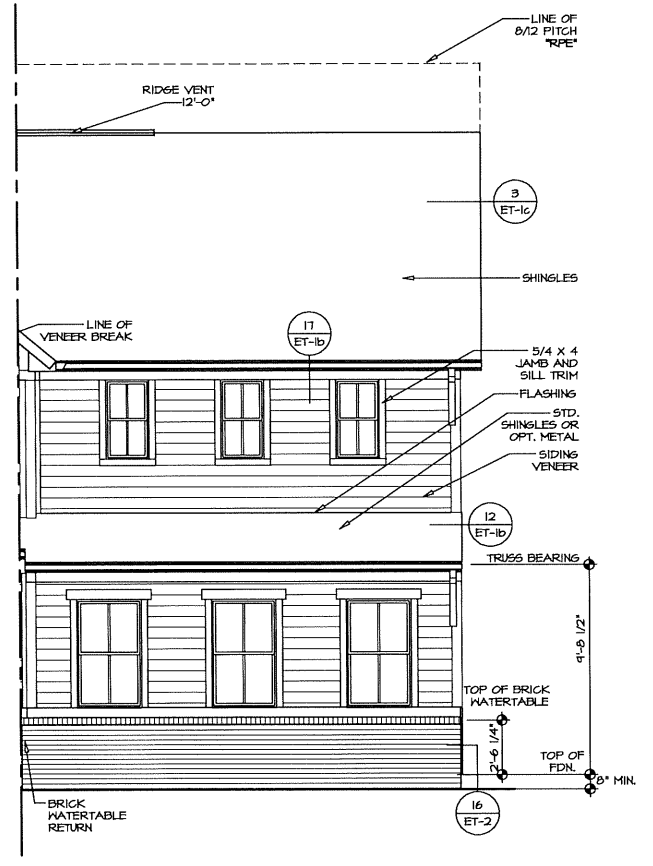 LINE OF
8/12 PITCH
"RPE"
RIDGE VENT
12'-0"
3
ET-1c
SHINGLES
LINE OF
VENEER BREAK
17
ET-1b
5/4 X 4
JAMB AND
SILL TRIM
FLASHING
STD.
SHINGLES OR
OPT. METAL
SIDING
VENEER
12
ET-1b
TRUSS BEARING
9'-8 1/2"
TOP OF BRICK
WATERTABLE
2'-6 1/4"
TOP OF
FDN.
8" MIN.
BRICK
WATERTABLE
RETURN
16
ET-2